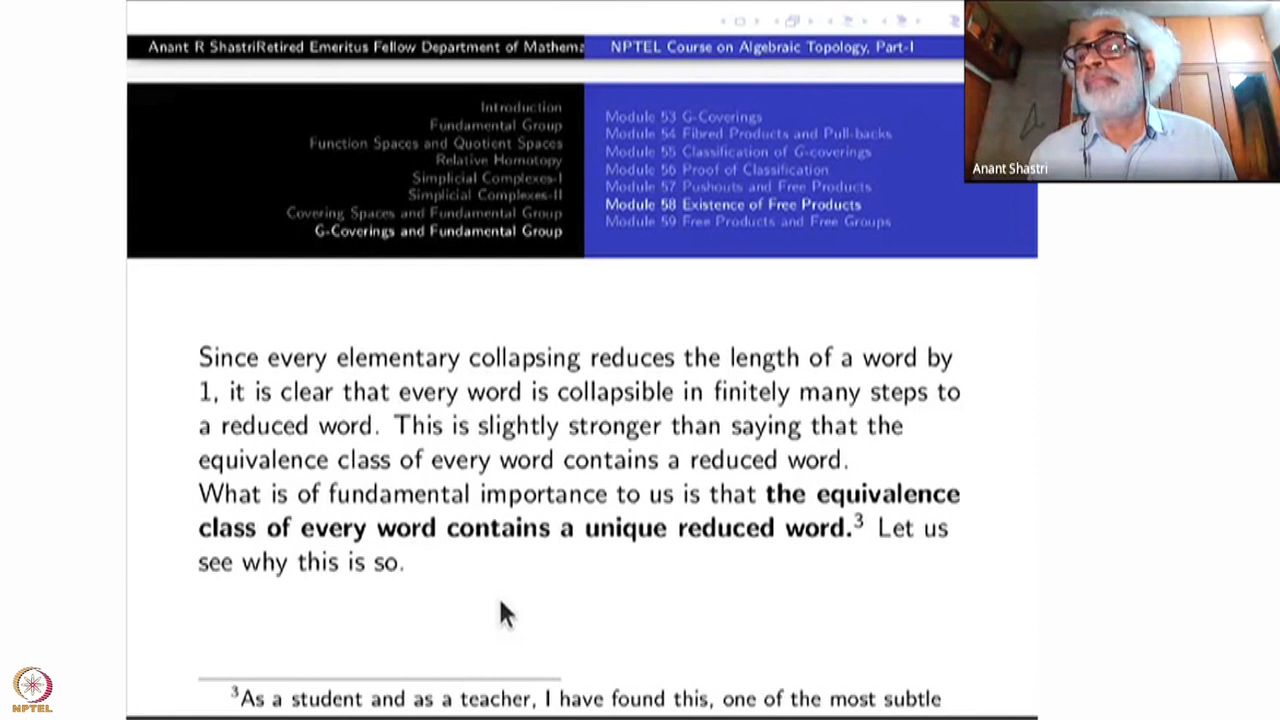 Anant R ShastriRetired Emeritus Fellow Department of Mathema
NPTEL Course on Algebraic Topology, Part-I
Introduction
Fundamental Group
Function Spaces and Quotient Spaces
Relative Homotopy
Simplicial Complexes-I
Simplicial Complexes-II
Covering Spaces and Fundamental Group
G-Coverings and Fundamental Group
Module 53 G-Coverings
Module 54 Fibred Products and Pull-backs
Module 55 Classification of G-coverings
Module 56 Proof of Classification
Module 57 Pushouts and Free Products
Module 58 Existence of Free Products
Module 59 Free Products and Free Groups
Anant Shastri
Since every elementary collapsing reduces the length of a word by
1, it is clear that every word is collapsible in finitely many steps to
a reduced word. This is slightly stronger than saying that the
equivalence class of every word contains a reduced word.
What is of fundamental importance to us is that the equivalence
class of every word contains a unique reduced word.³ Let us
see why this is so.
³As a student and as a teacher, I have found this, one of the most subtle
NPTEL